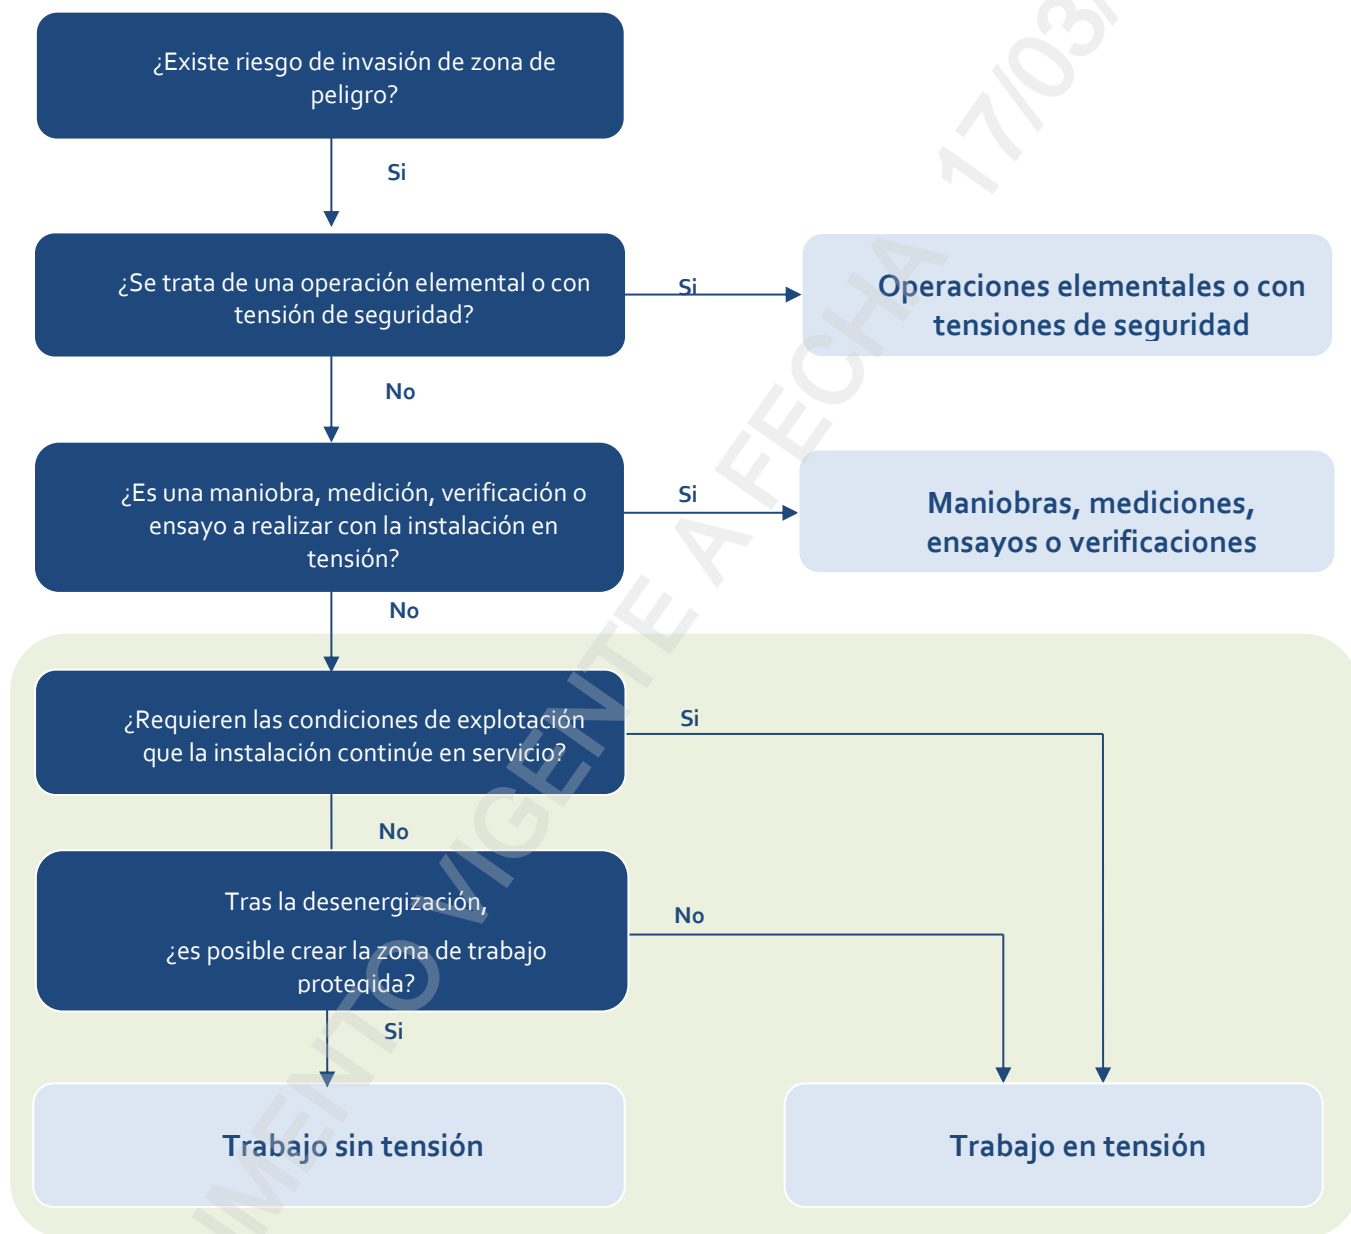 ¿Existe riesgo de invasión de zona de
peligro?
Si
¿Se trata de una operación elemental o con
tensión de seguridad?
Si
Operaciones elementales o con
tensiones de seguridad
No
¿Es una maniobra, medición, verificación o
ensayo a realizar con la instalación en
tensión?
Si
Maniobras, mediciones,
ensayos o verificaciones
No
¿Requieren las condiciones de explotación
que la instalación continúe en servicio?
Si
No
Tras la desenergización,
¿es posible crear la zona de trabajo
protegida?
No
Si
Trabajo sin tensión
Trabajo en tensión
VIGENTE A FECHA 17/03/